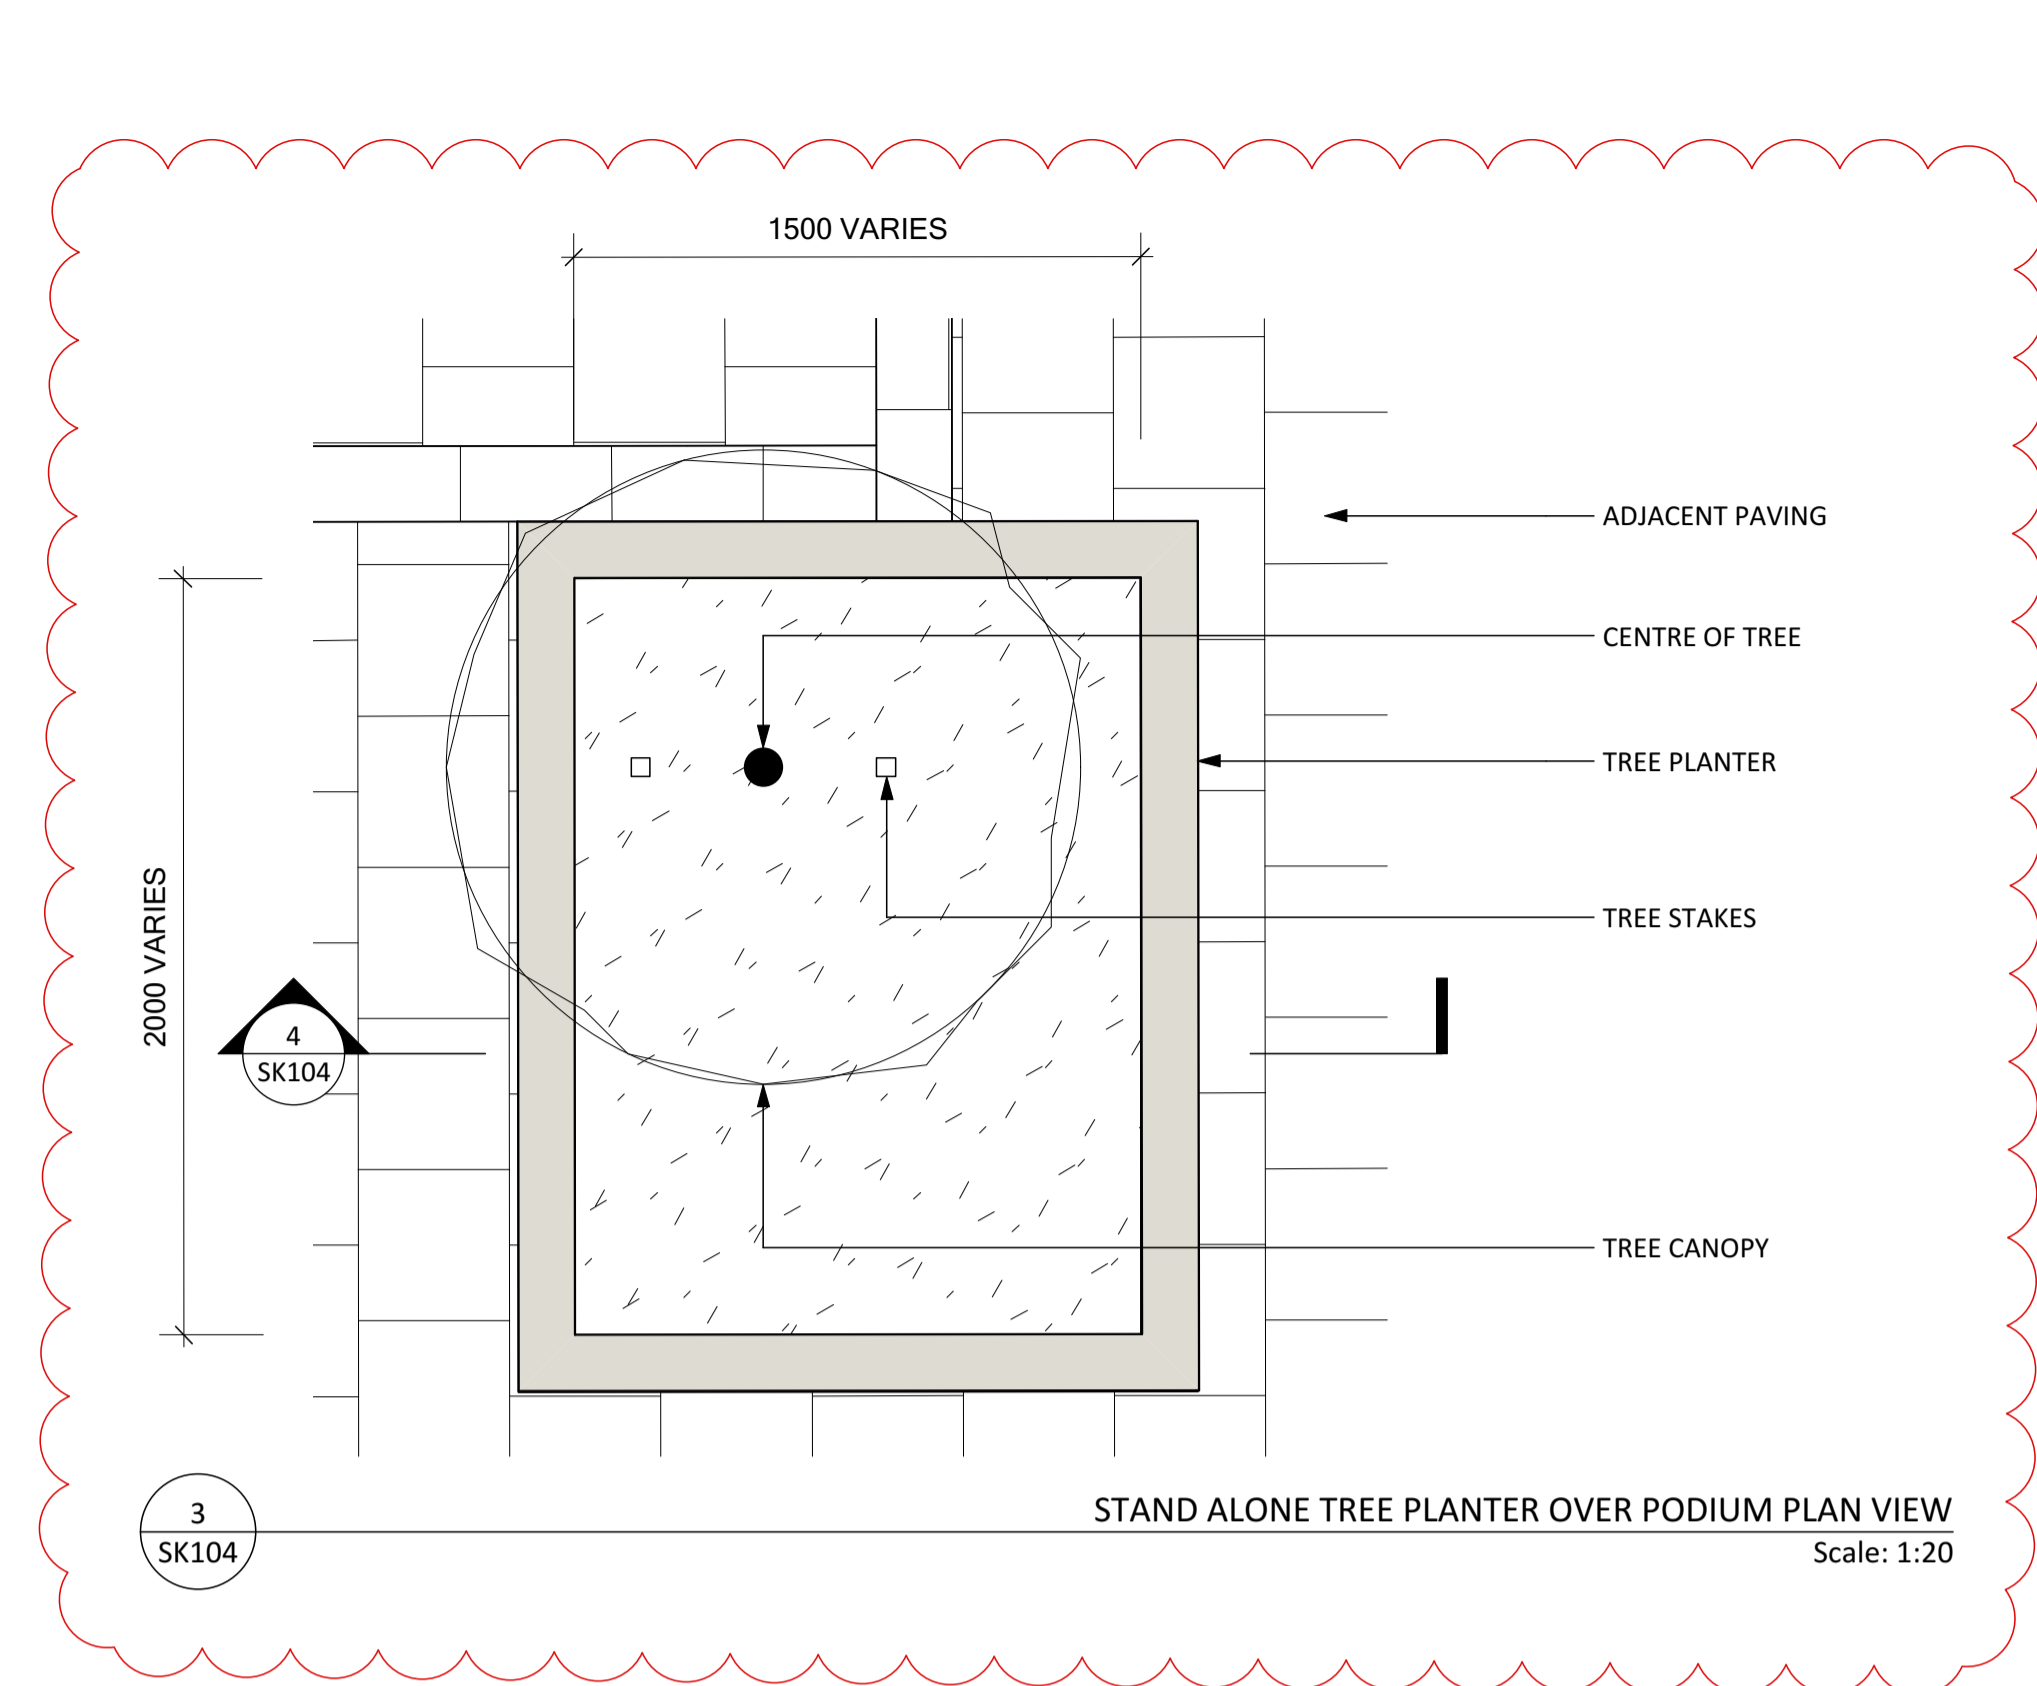 1500 VARIES
ADJACENT PAVING
CENTRE OF TREE
TREE PLANTER
2000 VARIES
TREE STAKES
4
SK104
TREE CANOPY
3
SK104
STAND ALONE TREE PLANTER OVER PODIUM PLAN VIEW
Scale: 1:20